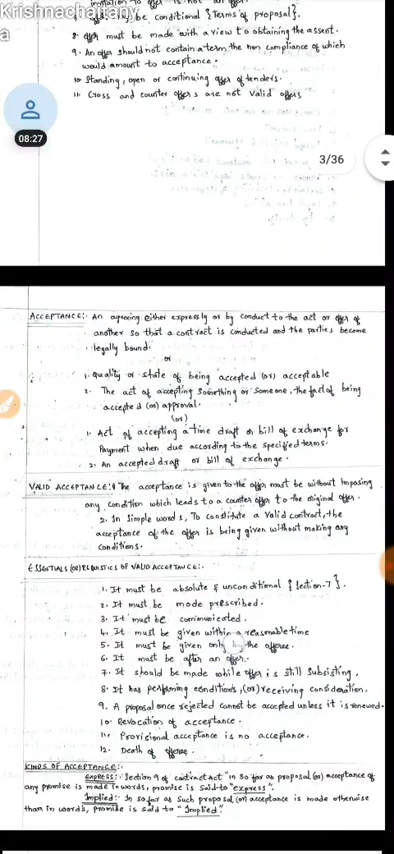 invitation to offer is not an offer.
Krishnachaitany
a
be conditional {Terms of proposal}.
8. offer must be made with a view to obtaining the assent.
9. An offer should not contain a term the non compliance of which
would amount to acceptance.
10. Standing, open or continuing offer of tenders.
11. Cross and counter offers are not valid offers
08:27
3/36
ACCEPTANCE:- An agreeing either expressly or by conduct to the act or offer of
another so that a contract is conducted and the parties become
legally bound.
or
1. Quality or state of being accepted (or) acceptable
2. The act of accepting something or someone, the fact of being
accepted (or) approval.
(or)
1. Act of accepting a time draft or bill of exchange for
Payment when due according to the specified terms.
2. An accepted draft or bill of exchange.
VALID ACCEPTANCE:- The acceptance is given to the offer must be without imposing
any condition which leads to a counter offer to the original offer.
2. In simple words, To constitute a valid contract, the
acceptance of the offer is being given without making any
conditions.
ESSENTIALS (OR) ELEMENTS OF VALID ACCEPTANCE:-
1. It must be absolute & unconditional {Section-7}.
2. It must be mode prescribed.
3. It must be communicated.
4. It must be given within a reasonable time
5. It must be given only by the offeree.
6. It must be after an offer.
7. It should be made while offer is still subsisting.
8. It has performing conditions, (or) receiving consideration.
9. A proposal once rejected cannot be accepted unless it is renewed.
10. Revocation of acceptance.
11. Provisional acceptance is no acceptance.
12. Death of offeree.
KINDS OF ACCEPTANCE:-
EXPRESS:- Section 9 of contract act "in so far as proposal (or) acceptance of
any promise is made in words, promise is said to "express".
Implied:- In so far as such proposal (or) acceptance is made otherwise
than in words, promise is said to "Implied".